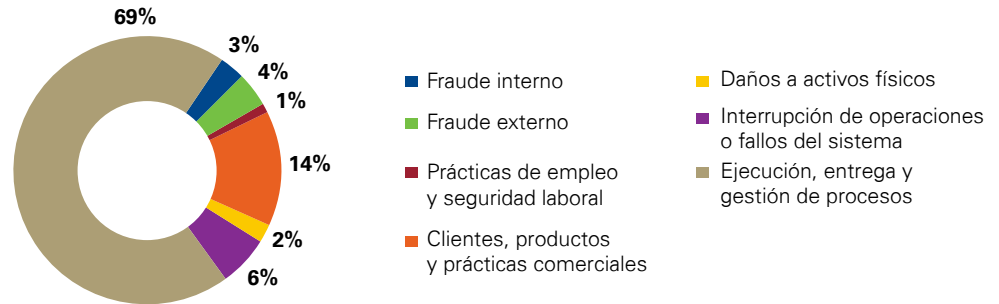 69%
3%
4%
1%
14%
2%
6%
Fraude interno
Fraude externo
Prácticas de empleo
y seguridad laboral
Clientes, productos
y prácticas comerciales
Daños a activos físicos
Interrupción de operaciones
o fallos del sistema
Ejecución, entrega y
gestión de procesos